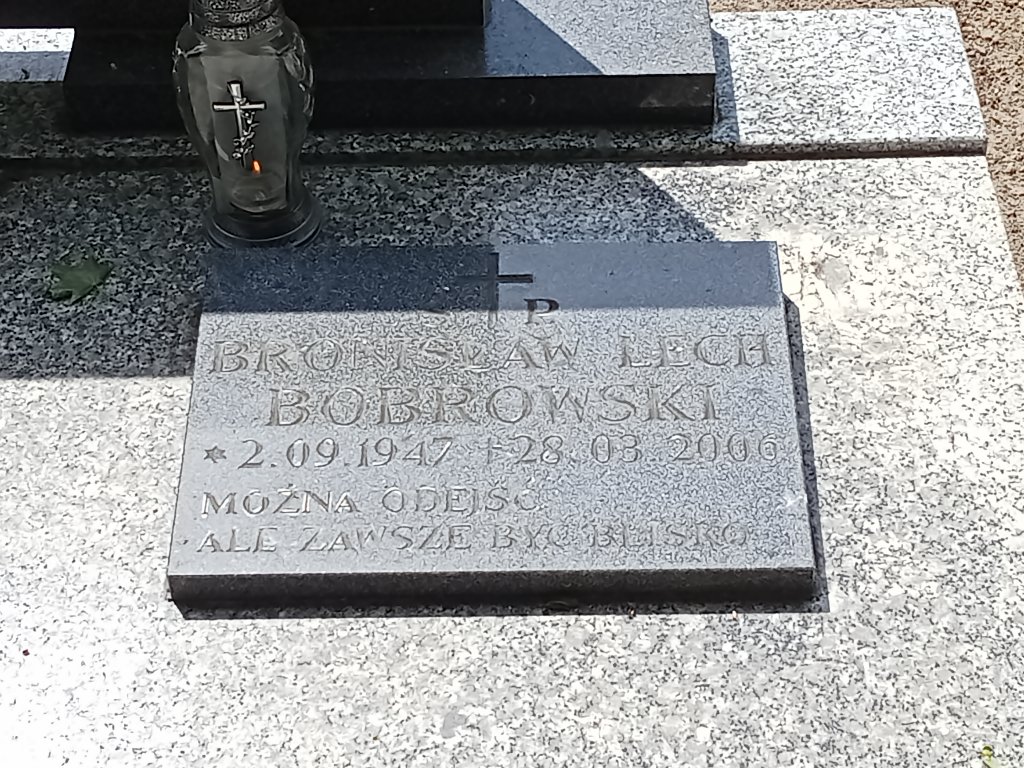 Ś P
BRONISŁAW LECH
BOBROWSKI
* 2.09.1947 † 28.03.2006
MOŻNA ODEJŚĆ
ALE ZAWSZE BYĆ BLISKO